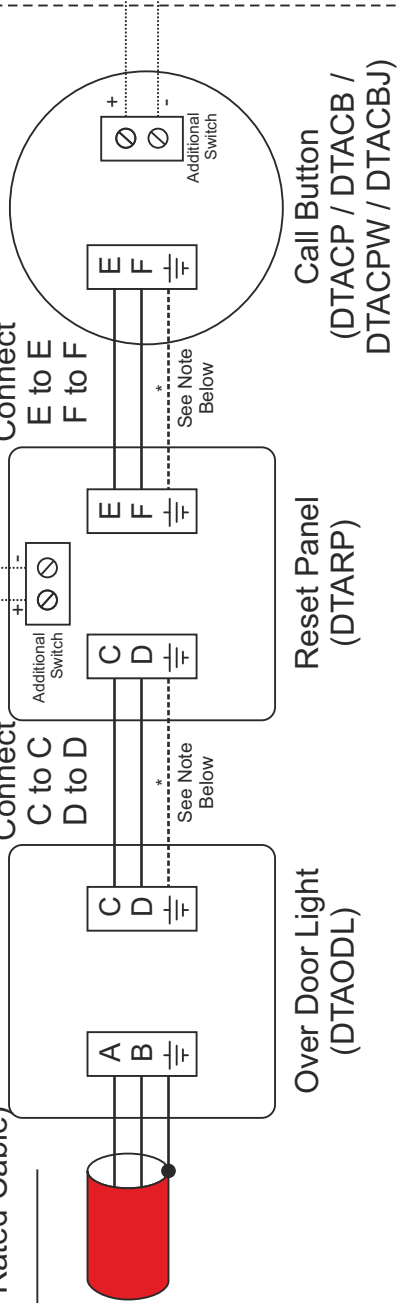 Rated Cable)
A
B
C
D
Over Door Light
(DTAODL)
Connect
C to C
D to D
*
See Note
Below
+ -
Additional
Switch
C
D
E
F
Reset Panel
(DTARP)
Connect
E to E
F to F
*
See Note
Below
E
F
+
-
Additional
Switch
Call Button
(DTACP / DTACB /
DTACPW / DTACBJ)